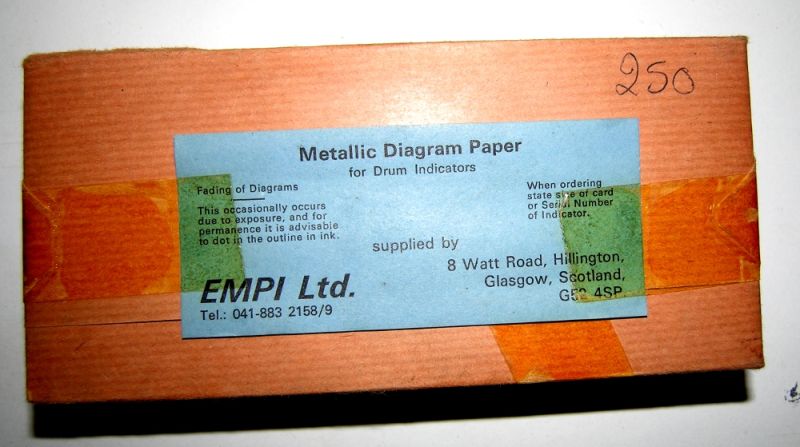 250
Metallic Diagram Paper
for Drum Indicators
Fading of Diagrams
This occasionally occurs
due to exposure, and for
permanence it is advisable
to dot in the outline in ink.
When ordering
state size of card
or Serial Number
of Indicator.
supplied by
EMPI Ltd.
Tel.: 041-883 2158/9
8 Watt Road, Hillington,
Glasgow, Scotland,
G52 4SP